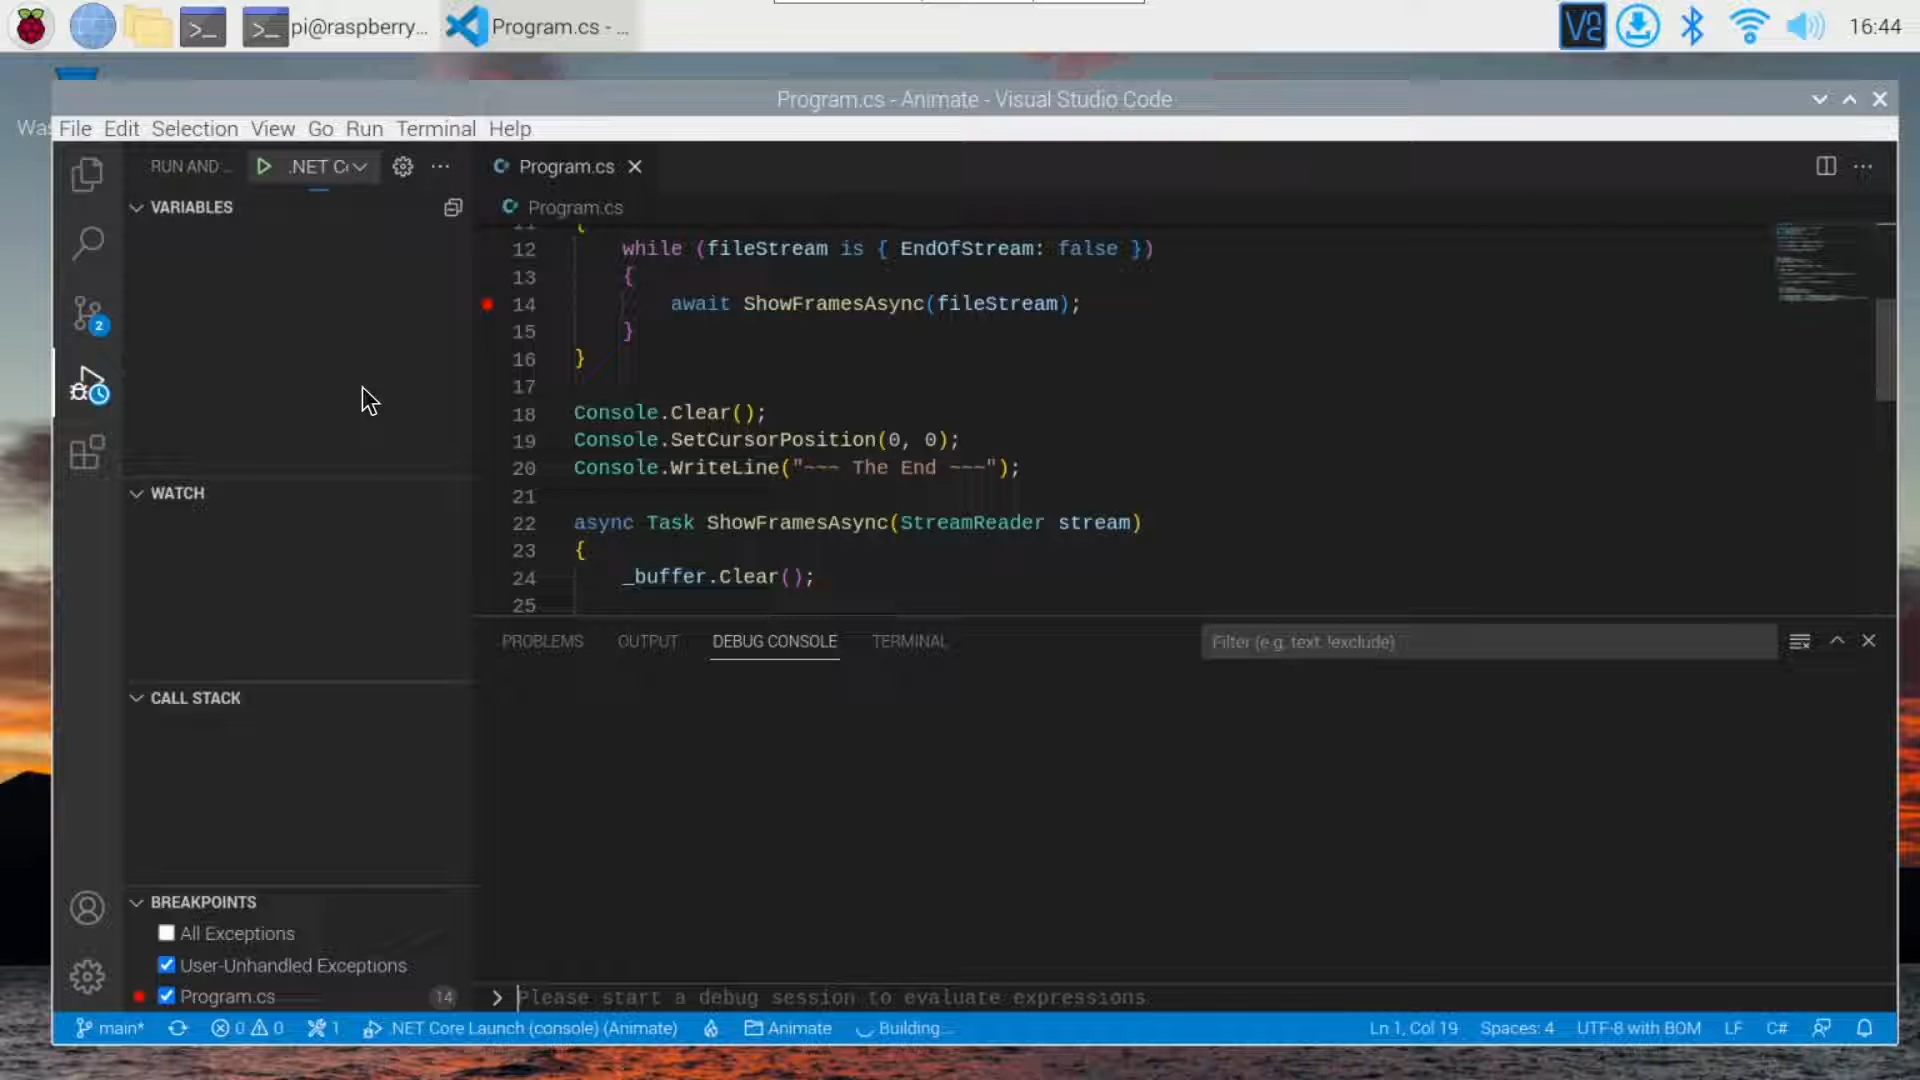 pi@raspberry...
Program.cs - ...
16:44
Program.cs - Animate - Visual Studio Code
File Edit Selection View Go Run Terminal Help
RUN AND ...
.NET C
Program.cs
VARIABLES
Program.cs
11 {
12 while (fileStream is { EndOfStream: false })
13 {
14 await ShowFramesAsync(fileStream);
15 }
16 }
17
18 Console.Clear();
19 Console.SetCursorPosition(0, 0);
20 Console.WriteLine("~~~ The End ~~~");
21
22 async Task ShowFramesAsync(StreamReader stream)
23 {
24 _buffer.Clear();
25
WATCH
CALL STACK
BREAKPOINTS
All Exceptions
User-Unhandled Exceptions
Program.cs 14
PROBLEMS OUTPUT DEBUG CONSOLE TERMINAL
Filter (e.g. text, !exclude)
Please start a debug session to evaluate expressions
main* 0 0 1 .NET Core Launch (console) (Animate) Animate Building...
Ln 1, Col 19 Spaces: 4 UTF-8 with BOM LF C#
2
Was